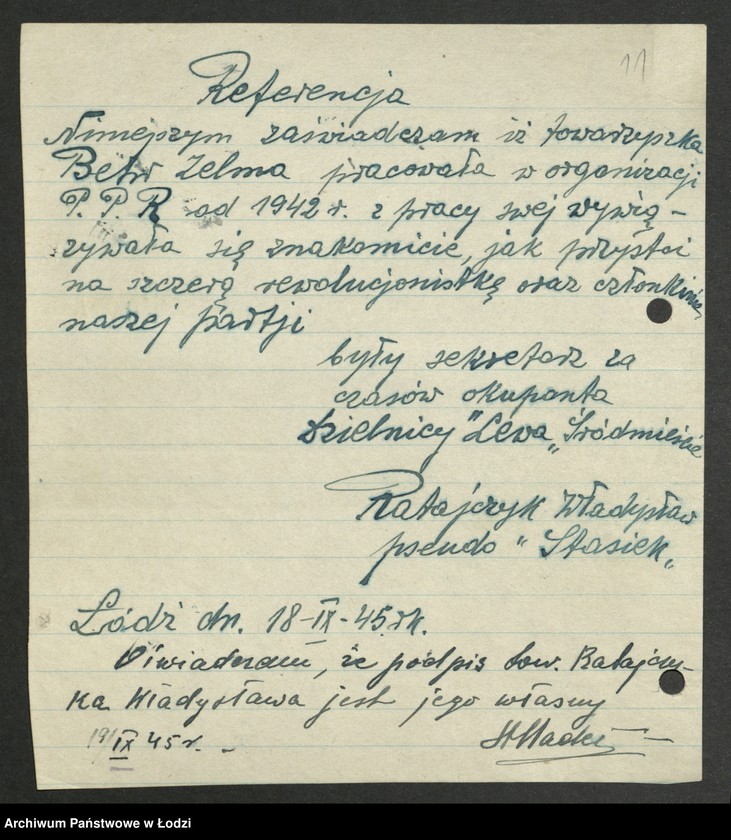 11
Referencja
Niniejszym zaświadczam iż towarzyszka
Zelma pracowała w organizacji
P. P. R od 1942 r. z pracy swej wywią-
zywała się znakomicie, jak przystoi
na szczerą rewolucjonistkę oraz członkinię
naszej partji
były sekretarz za
czasów okupanta
Dzielnicy "Lewa" Śródmieście
Ratajczyk Władysław
pseudo "Stasiek"
Łódź dn. 18-IX-45 rk.
Oświadczam, że podpis tow. Ratajczy-
ka Władysława jest jego własny
19/IX 45 r.
Archiwum Państwowe w Łodzi